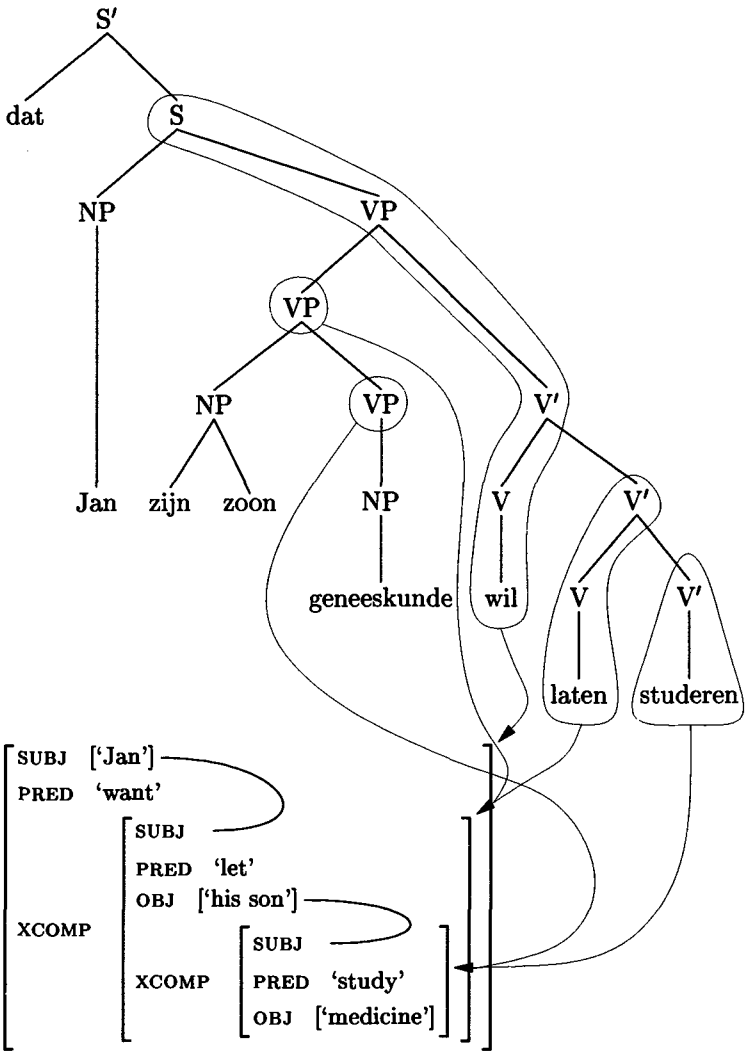 S′
dat S
NP VP
VP
NP VP V′
Jan zijn zoon NP V V′
geneeskunde wil V V′
laten studeren
SUBJ [‘Jan’]
PRED ‘want’
SUBJ
PRED ‘let’
OBJ [‘his son’]
XCOMP
SUBJ
XCOMP PRED ‘study’
OBJ [‘medicine’]